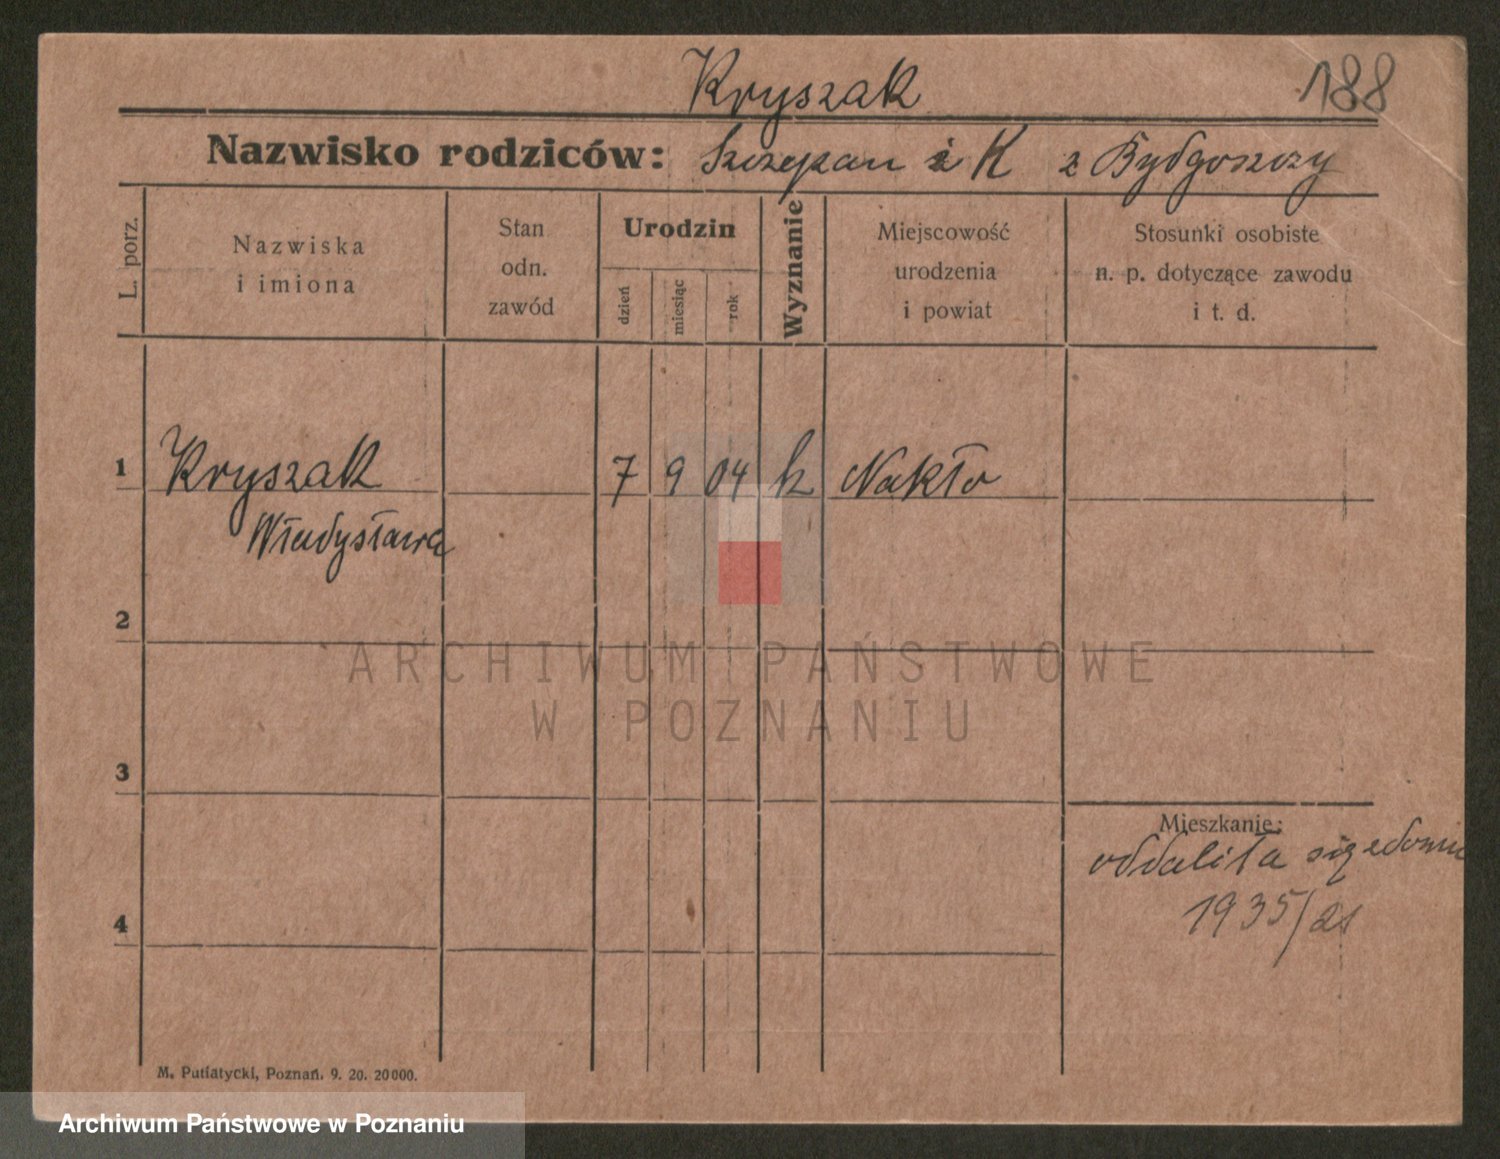 Kryszak
188
Nazwisko rodziców: Szczepan i K z Bydgoszczy
L. porz.
Nazwiska
i imiona
Stan
odn.
zawód
Urodzin
dzień
miesiąc
rok
Wyznanie
Miejscowość
urodzenia
i powiat
Stosunki osobiste
n. p. dotyczące zawodu
i t. d.
1 Kryszak 7 9 04 k Nakło
Władysława
2
ARCHIWUM PAŃSTWOWE
W POZNANIU
3
Mieszkanie:
oddaliła się
1935/21
4
M. Putiatycki, Poznań. 9. 20. 20000.
Archiwum Państwowe w Poznaniu